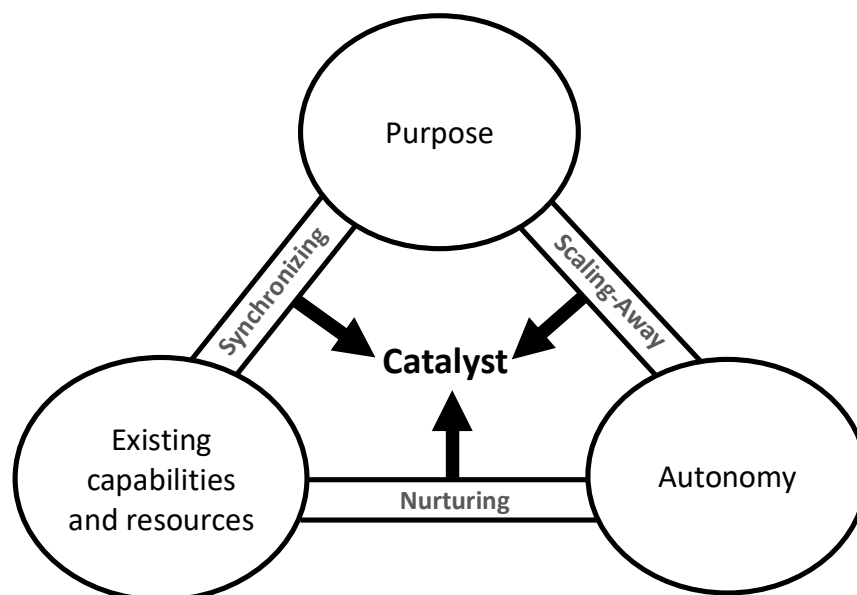 Purpose
Synchronizing
Scaling-Away
Catalyst
Existing
capabilities
and resources
Nurturing
Autonomy